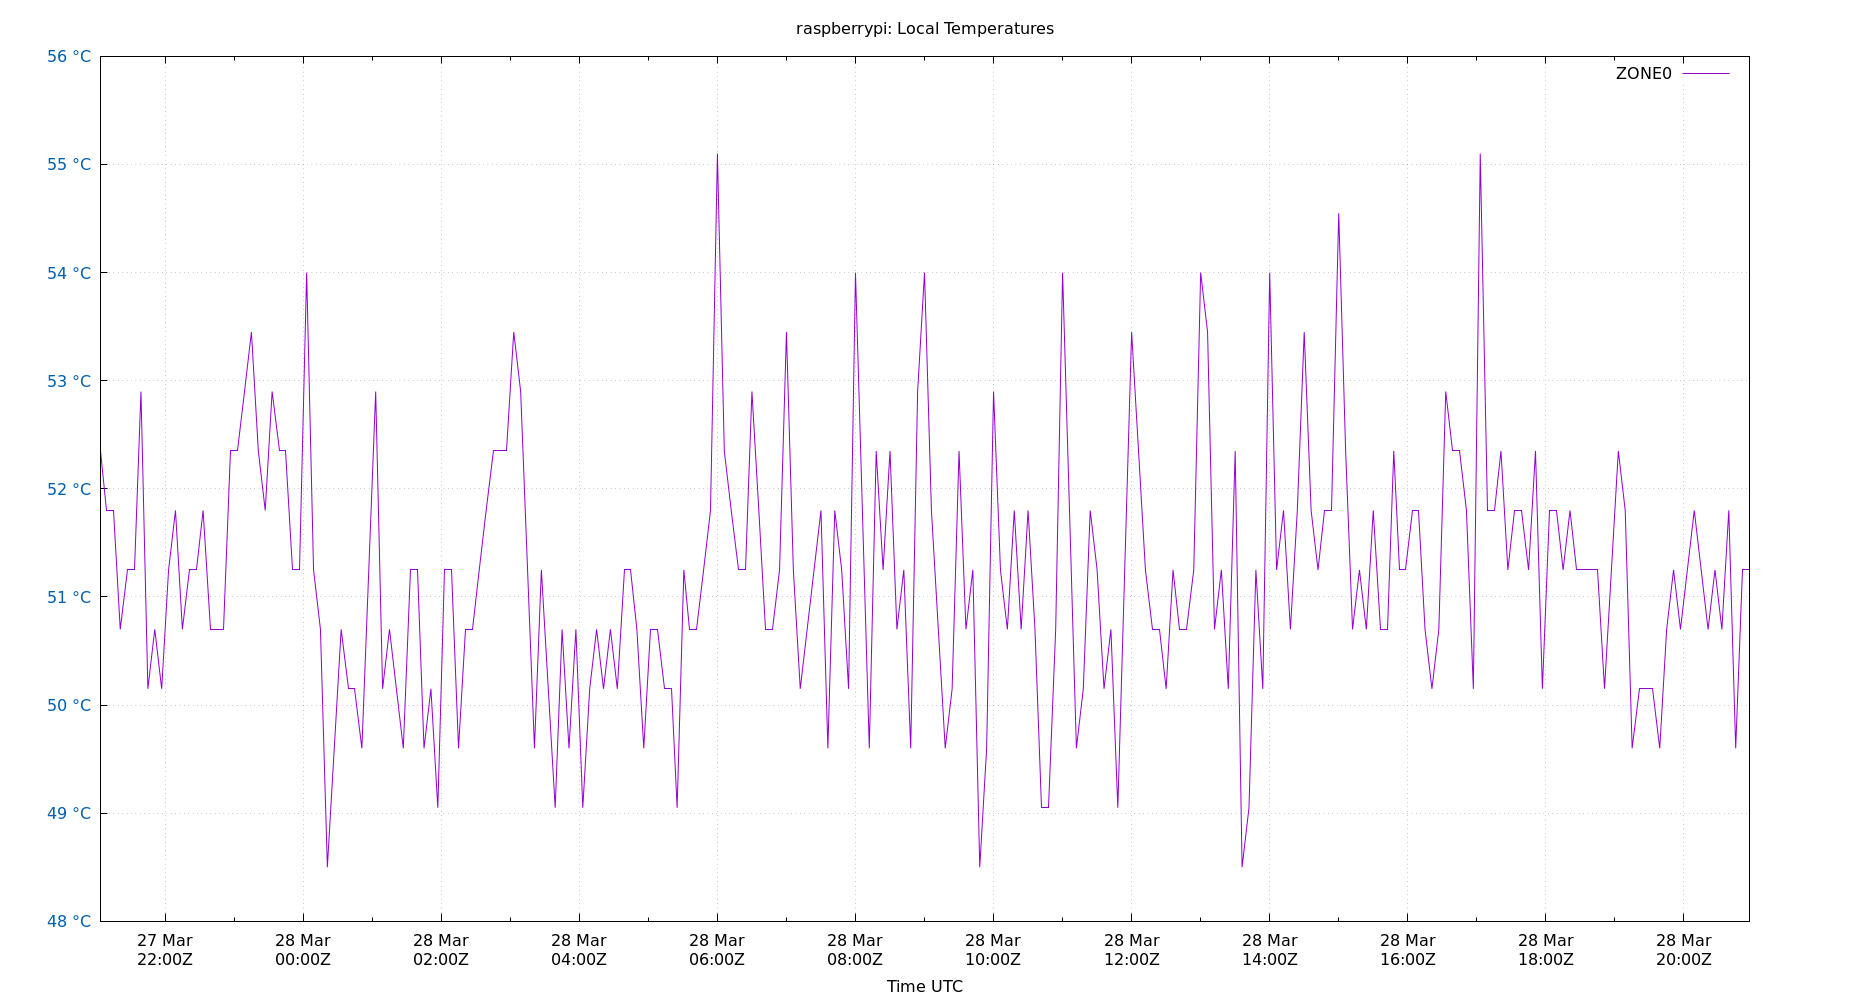 raspberrypi: Local Temperatures
56 °C
ZONE0
55 °C
54 °C
53 °C
52 °C
51 °C
50 °C
49 °C
48 °C
27 Mar 28 Mar 28 Mar 28 Mar 28 Mar 28 Mar 28 Mar 28 Mar 28 Mar 28 Mar 28 Mar 28 Mar
22:00Z 00:00Z 02:00Z 04:00Z 06:00Z 08:00Z 10:00Z 12:00Z 14:00Z 16:00Z 18:00Z 20:00Z
Time UTC